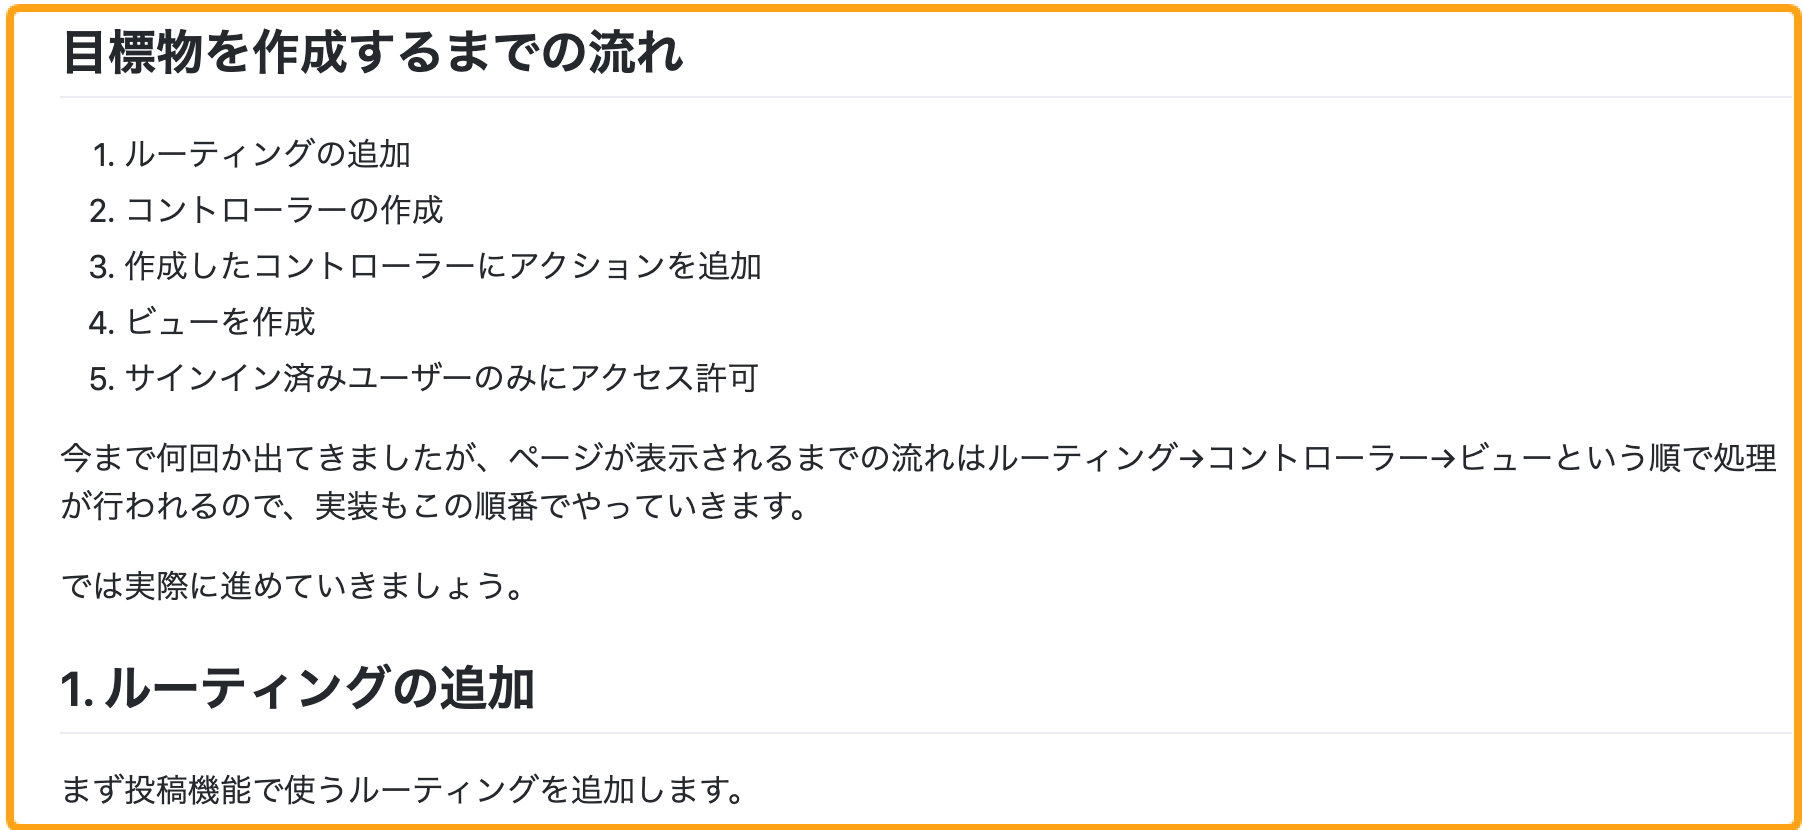 目標物を作成するまでの流れ
1. ルーティングの追加
2. コントローラーの作成
3. 作成したコントローラーにアクションを追加
4. ビューを作成
5. サインイン済みユーザーのみにアクセス許可
今まで何回か出てきましたが、ページが表示されるまでの流れはルーティング→コントローラー→ビューという順で処理
が行われるので、実装もこの順番でやっていきます。
では実際に進めていきましょう。
1. ルーティングの追加
まず投稿機能で使うルーティングを追加します。